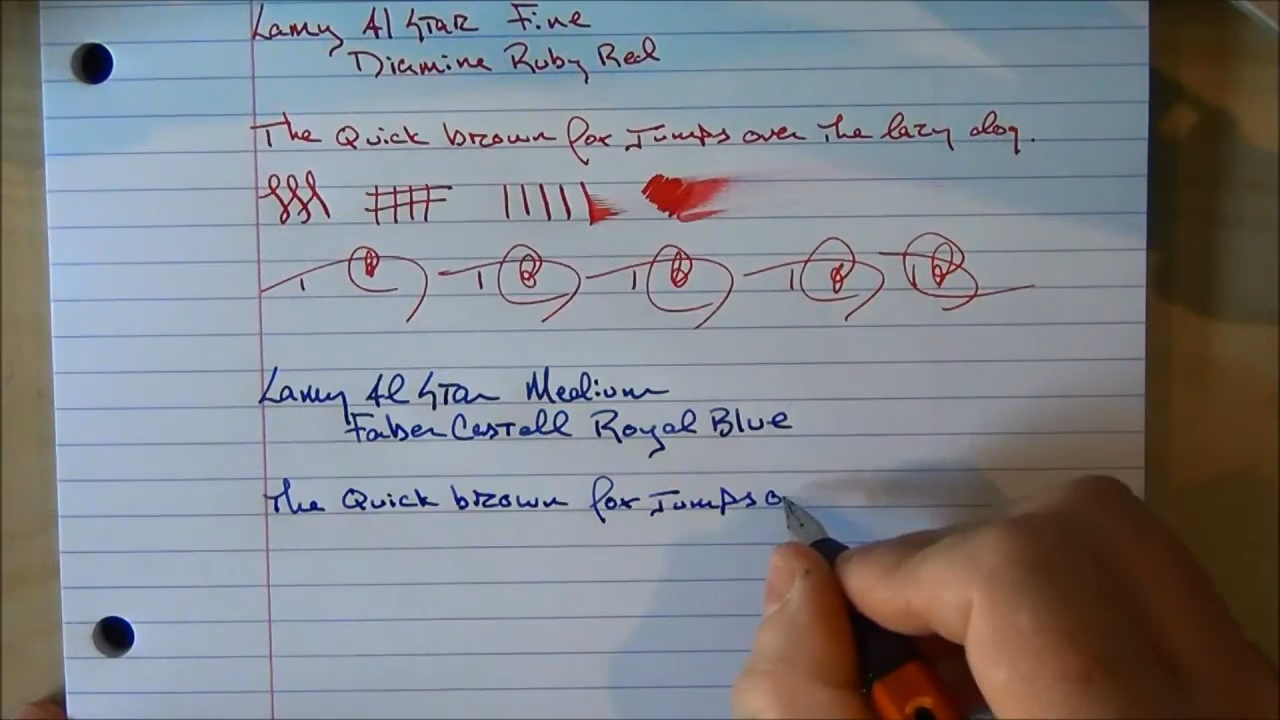 Lamy Al Star Fine
Diamine Ruby Red
The Quick brown fox Jumps over the lazy dog.
Lamy Al Star Medium
Faber Castell Royal Blue
The Quick brown fox Jumps o